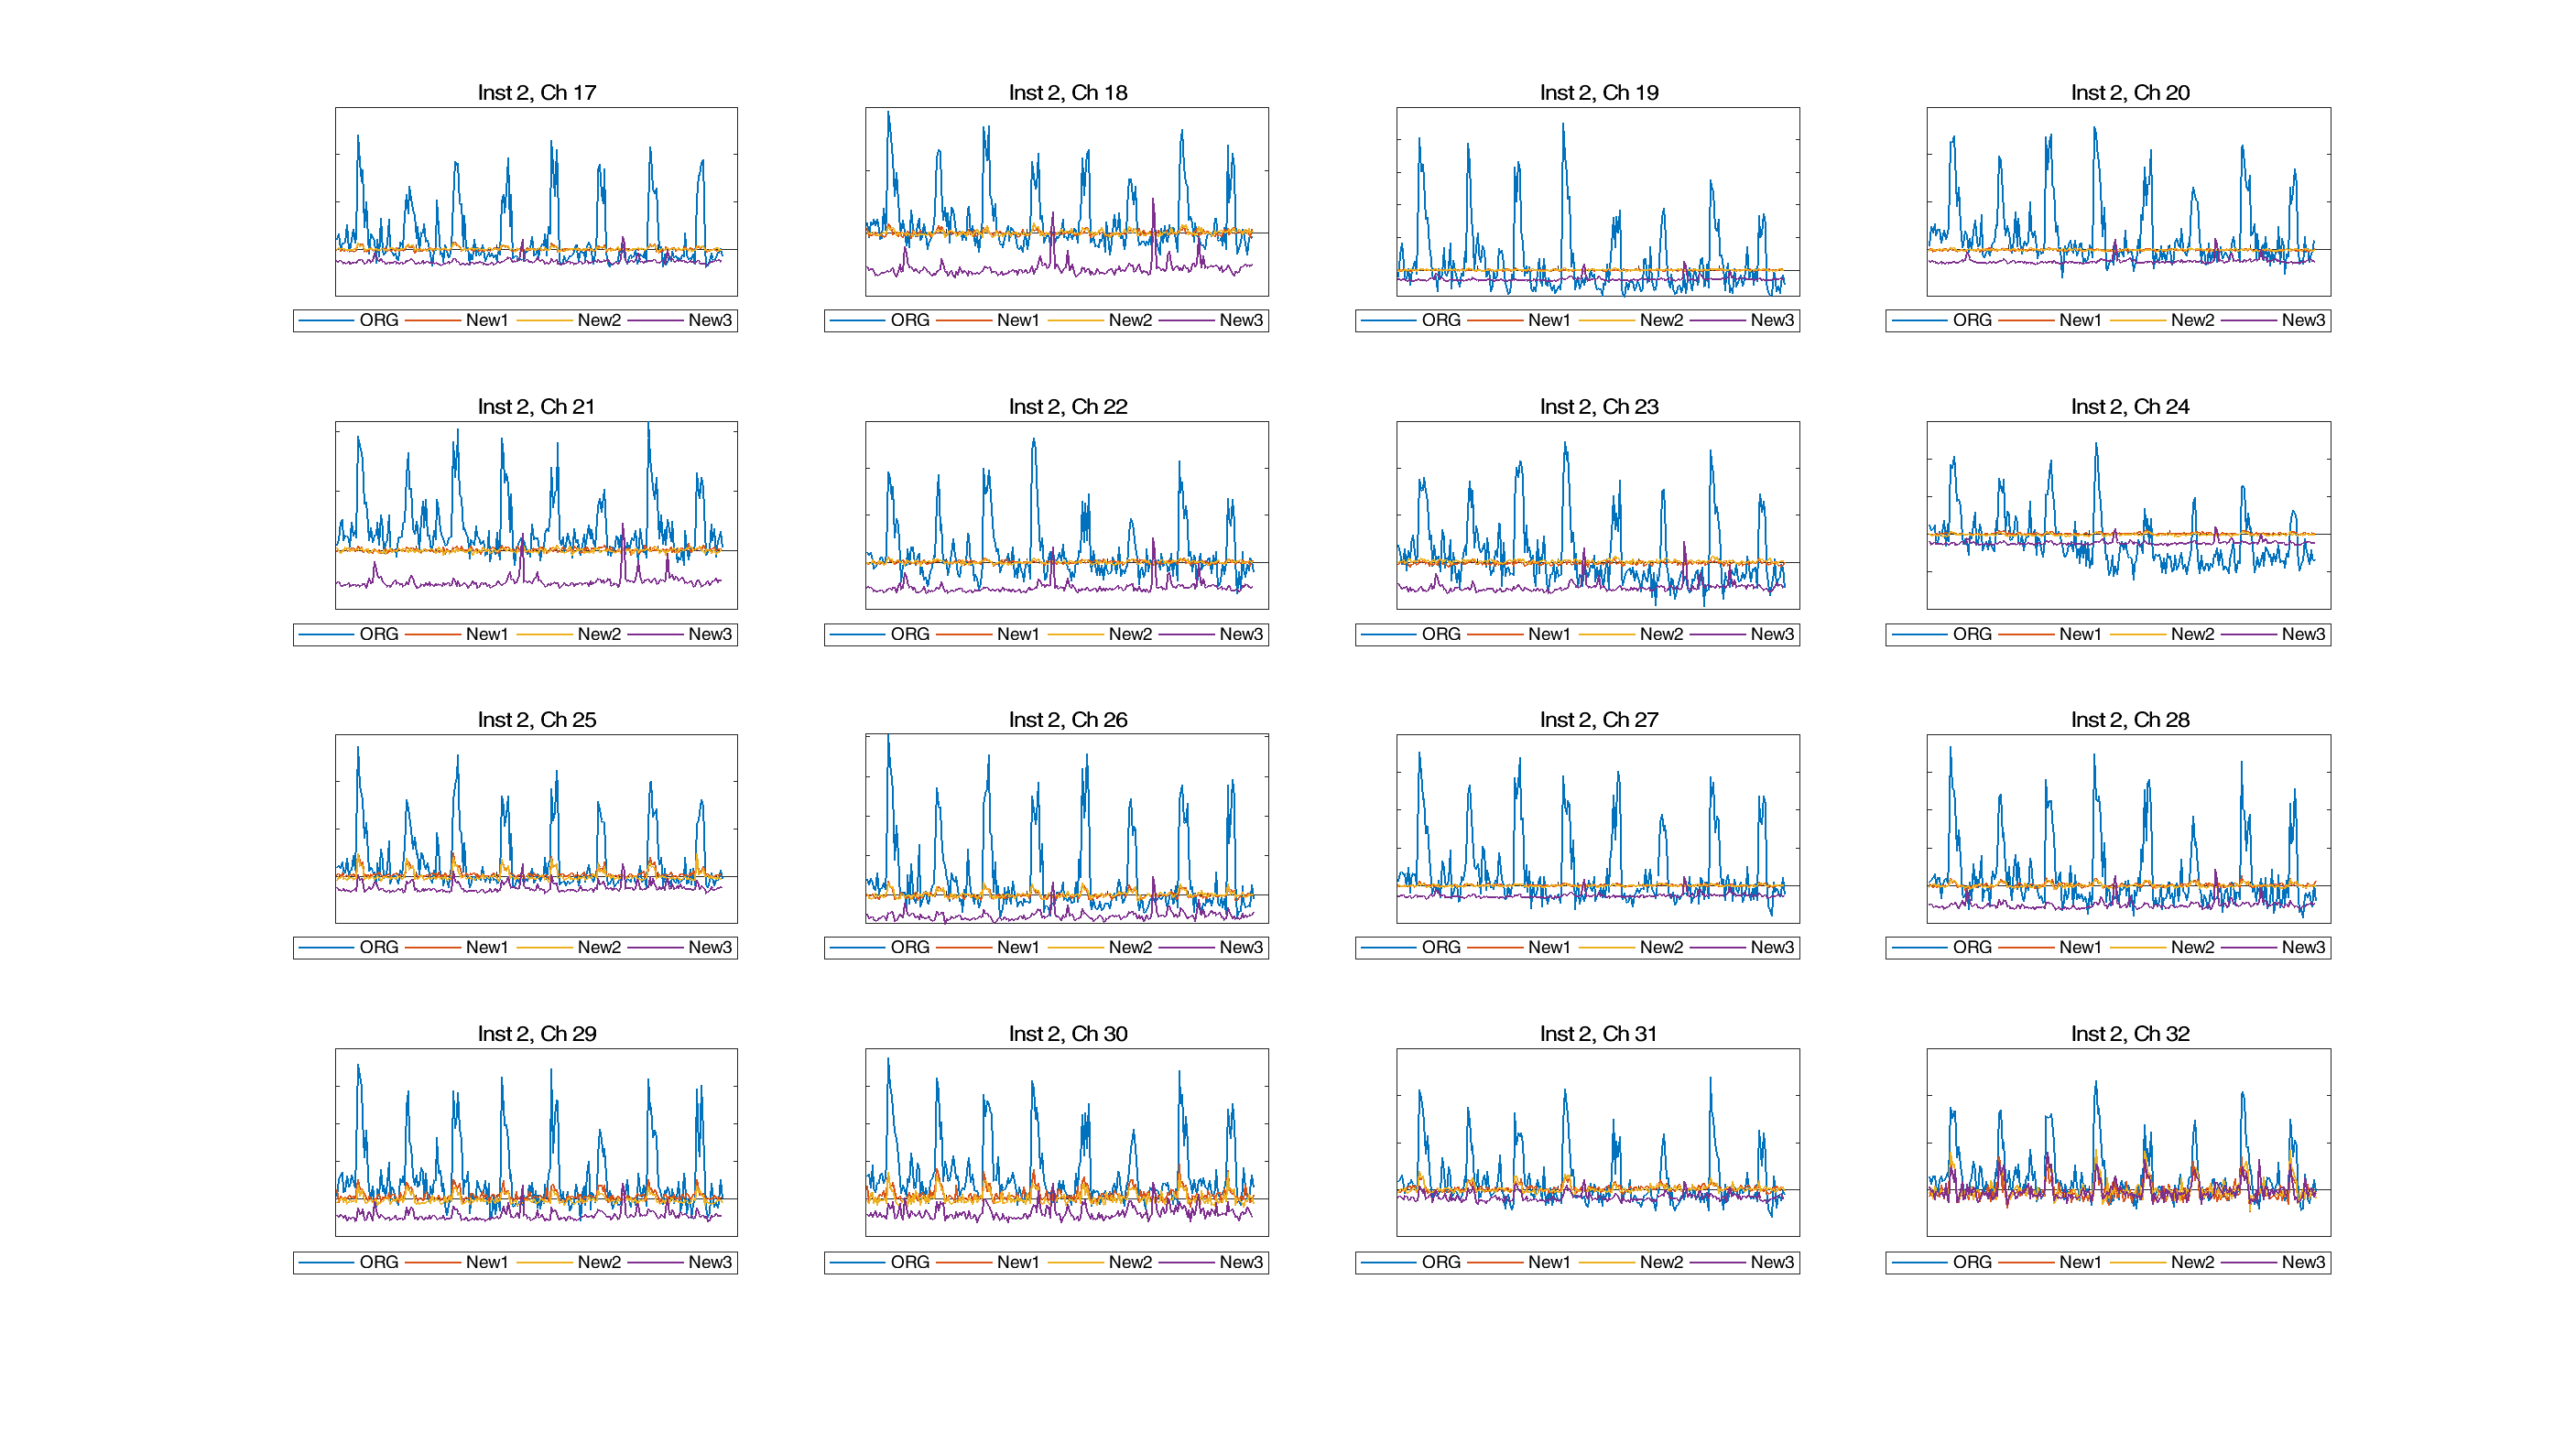 Inst 2, Ch 17
Inst 2, Ch 18
Inst 2, Ch 19
Inst 2, Ch 20
ORG New1 New2 New3
ORG New1 New2 New3
ORG New1 New2 New3
ORG New1 New2 New3
Inst 2, Ch 21
Inst 2, Ch 22
Inst 2, Ch 23
Inst 2, Ch 24
ORG New1 New2 New3
ORG New1 New2 New3
ORG New1 New2 New3
ORG New1 New2 New3
Inst 2, Ch 25
Inst 2, Ch 26
Inst 2, Ch 27
Inst 2, Ch 28
ORG New1 New2 New3
ORG New1 New2 New3
ORG New1 New2 New3
ORG New1 New2 New3
Inst 2, Ch 29
Inst 2, Ch 30
Inst 2, Ch 31
Inst 2, Ch 32
ORG New1 New2 New3
ORG New1 New2 New3
ORG New1 New2 New3
ORG New1 New2 New3